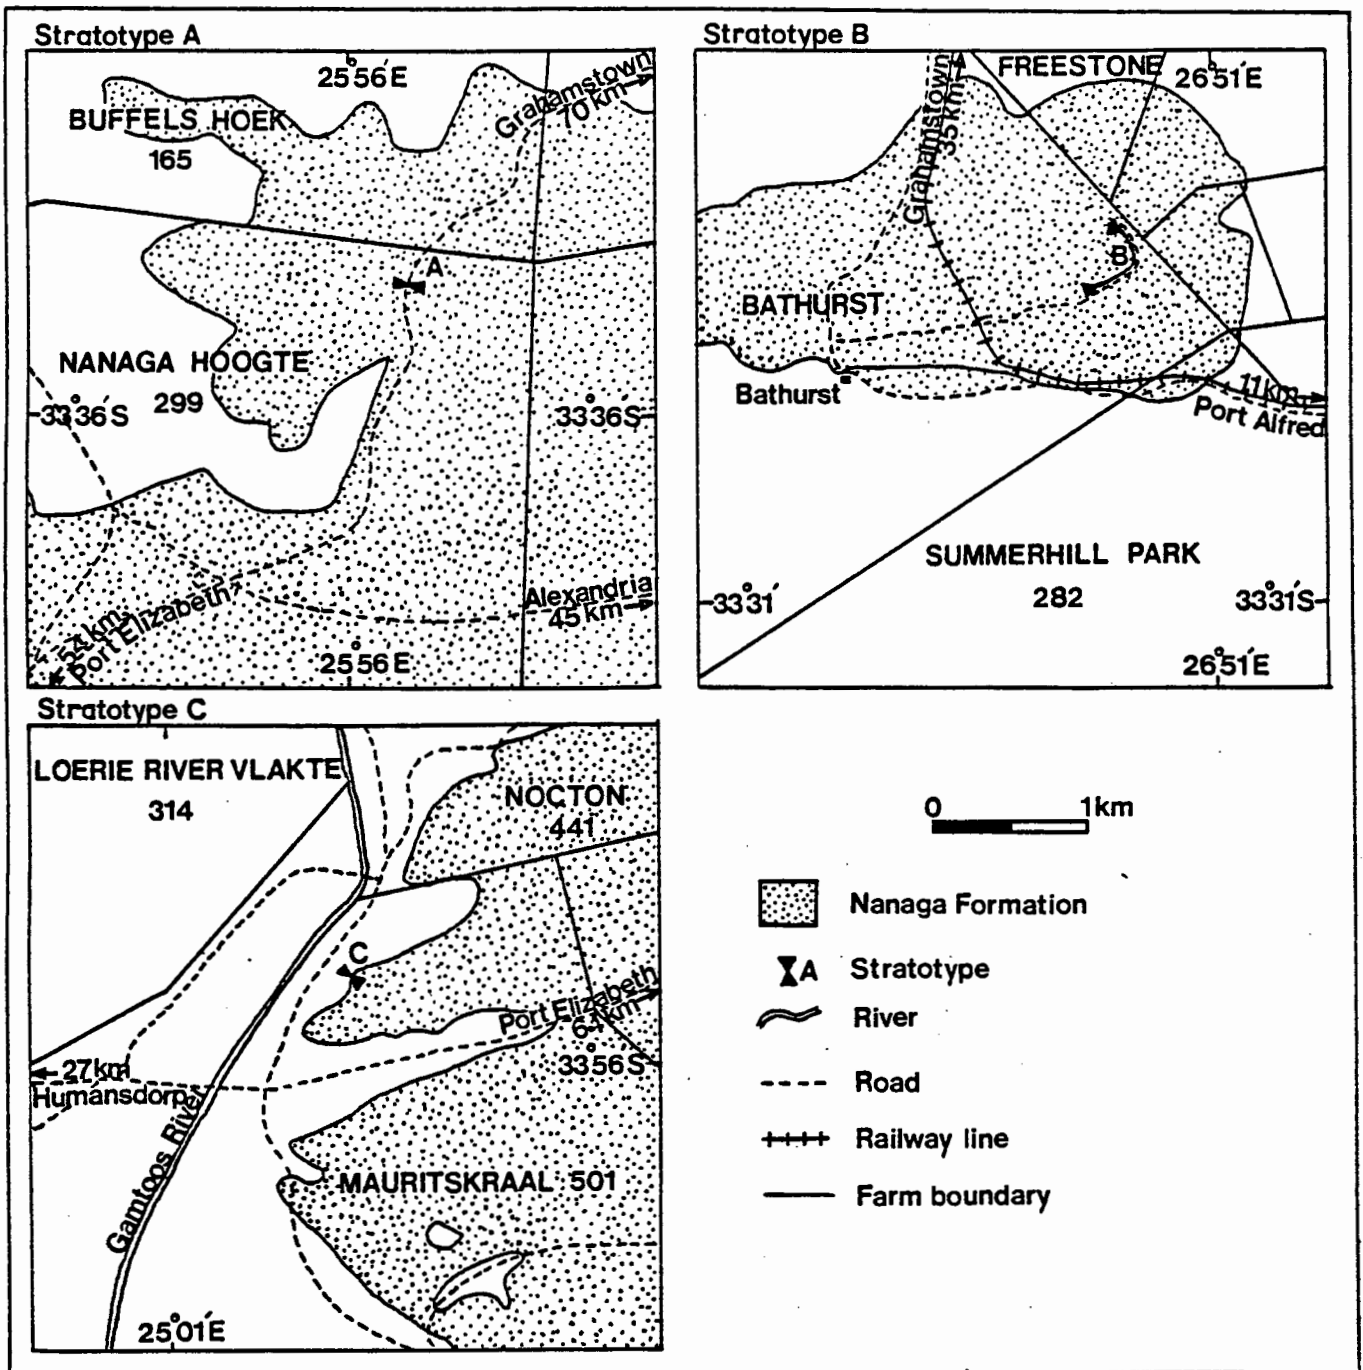 Stratotype A
25°56'E
BUFFELS HOEK
165
Grahamstown
70 km
A
NANAGA HOOGTE
299
33°36'S
33°36'S
Alexandria
45 km
54 km
Port Elizabeth
25°56'E
Stratotype B
FREESTONE
26°51'E
Grahamstown
35 km
B
BATHURST
Bathurst
11 km
Port Alfred
SUMMERHILL PARK
282
33°31'
33°31'S
26°51'E
Stratotype C
LOERIE RIVER VLAKTE
314
NOCTON
441
C
Port Elizabeth
61 km
33°56'S
27km
Humansdorp
Gamtoos River
MAURITSKRAAL 501
25°01'E
0 1km
Nanaga Formation
A Stratotype
River
Road
Railway line
Farm boundary